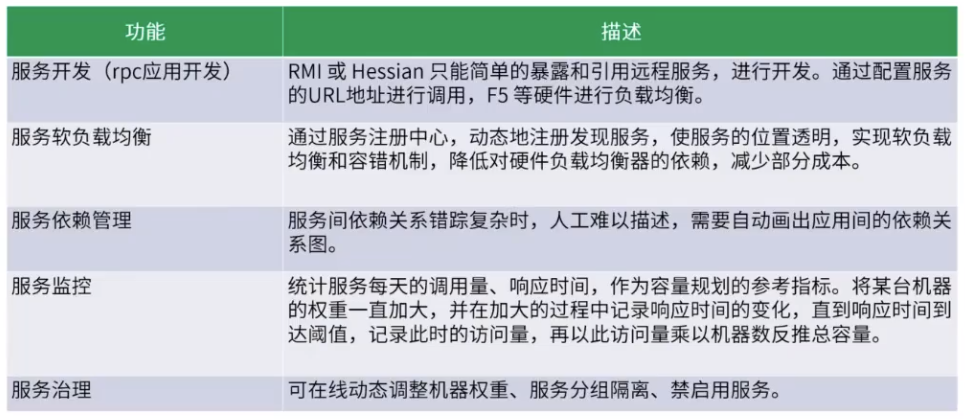 功能
描述
服务开发（rpc应用开发）
RMI 或 Hessian 只能简单的暴露和引用远程服务，进行开发。通过配置服务
的URL地址进行调用，F5 等硬件进行负载均衡。
服务软负载均衡
通过服务注册中心，动态地注册发现服务，使服务的位置透明，实现软负载
均衡和容错机制，降低对硬件负载均衡器的依赖，减少部分成本。
服务依赖管理
服务间依赖关系错踪复杂时，人工难以描述，需要自动画出应用间的依赖关
系图。
服务监控
统计服务每天的调用量、响应时间，作为容量规划的参考指标。将某台机器
的权重一直加大，并在加大的过程中记录响应时间的变化，直到响应时间到
达阈值，记录此时的访问量，再以此访问量乘以机器数反推总容量。
服务治理
可在线动态调整机器权重、服务分组隔离、禁启用服务。